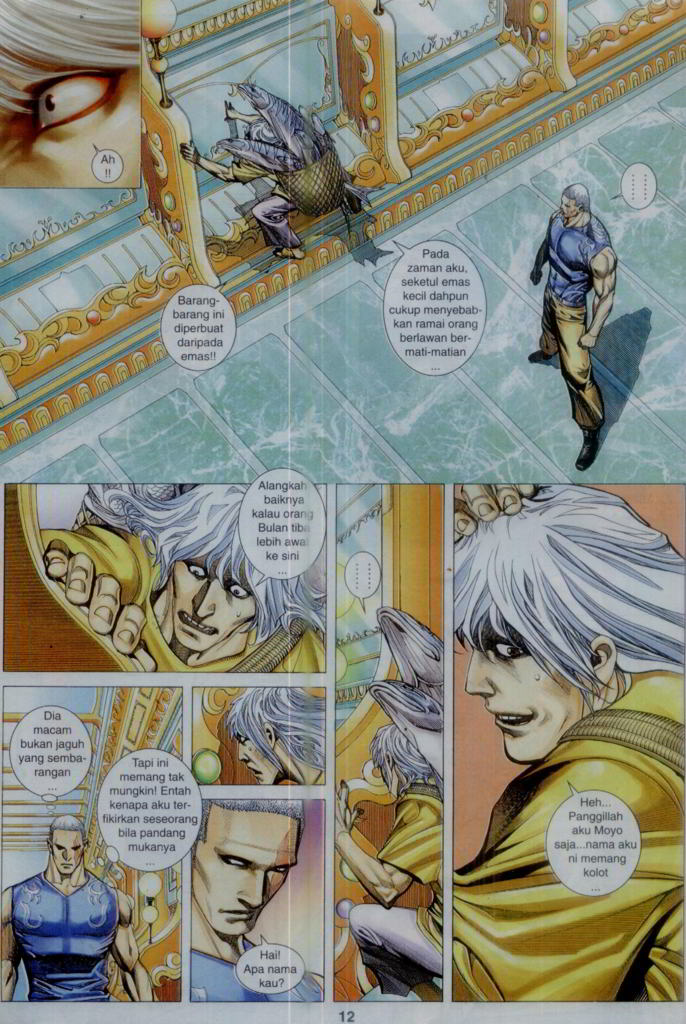 Ah
!!
Barang-
barang ini
diperbuat
daripada
emas!!
Pada
zaman aku,
seketul emas
kecil dahpun
cukup menyebab-
kan ramai orang
berlawan ber-
mati-matian
...
Alangkah
baiknya
kalau orang
Bulan tiba
lebih awal
ke sini
...
Dia
macam
bukan jaguh
yang semba-
rangan
...
Tapi ini
memang tak
mungkin! Entah
kenapa aku ter-
fikirkan seseorang
bila pandang
mukanya
...
Hai!
Apa nama
kau?
Heh...
Panggillah
aku Moyo
saja...nama aku
ni memang
kolot
...
12